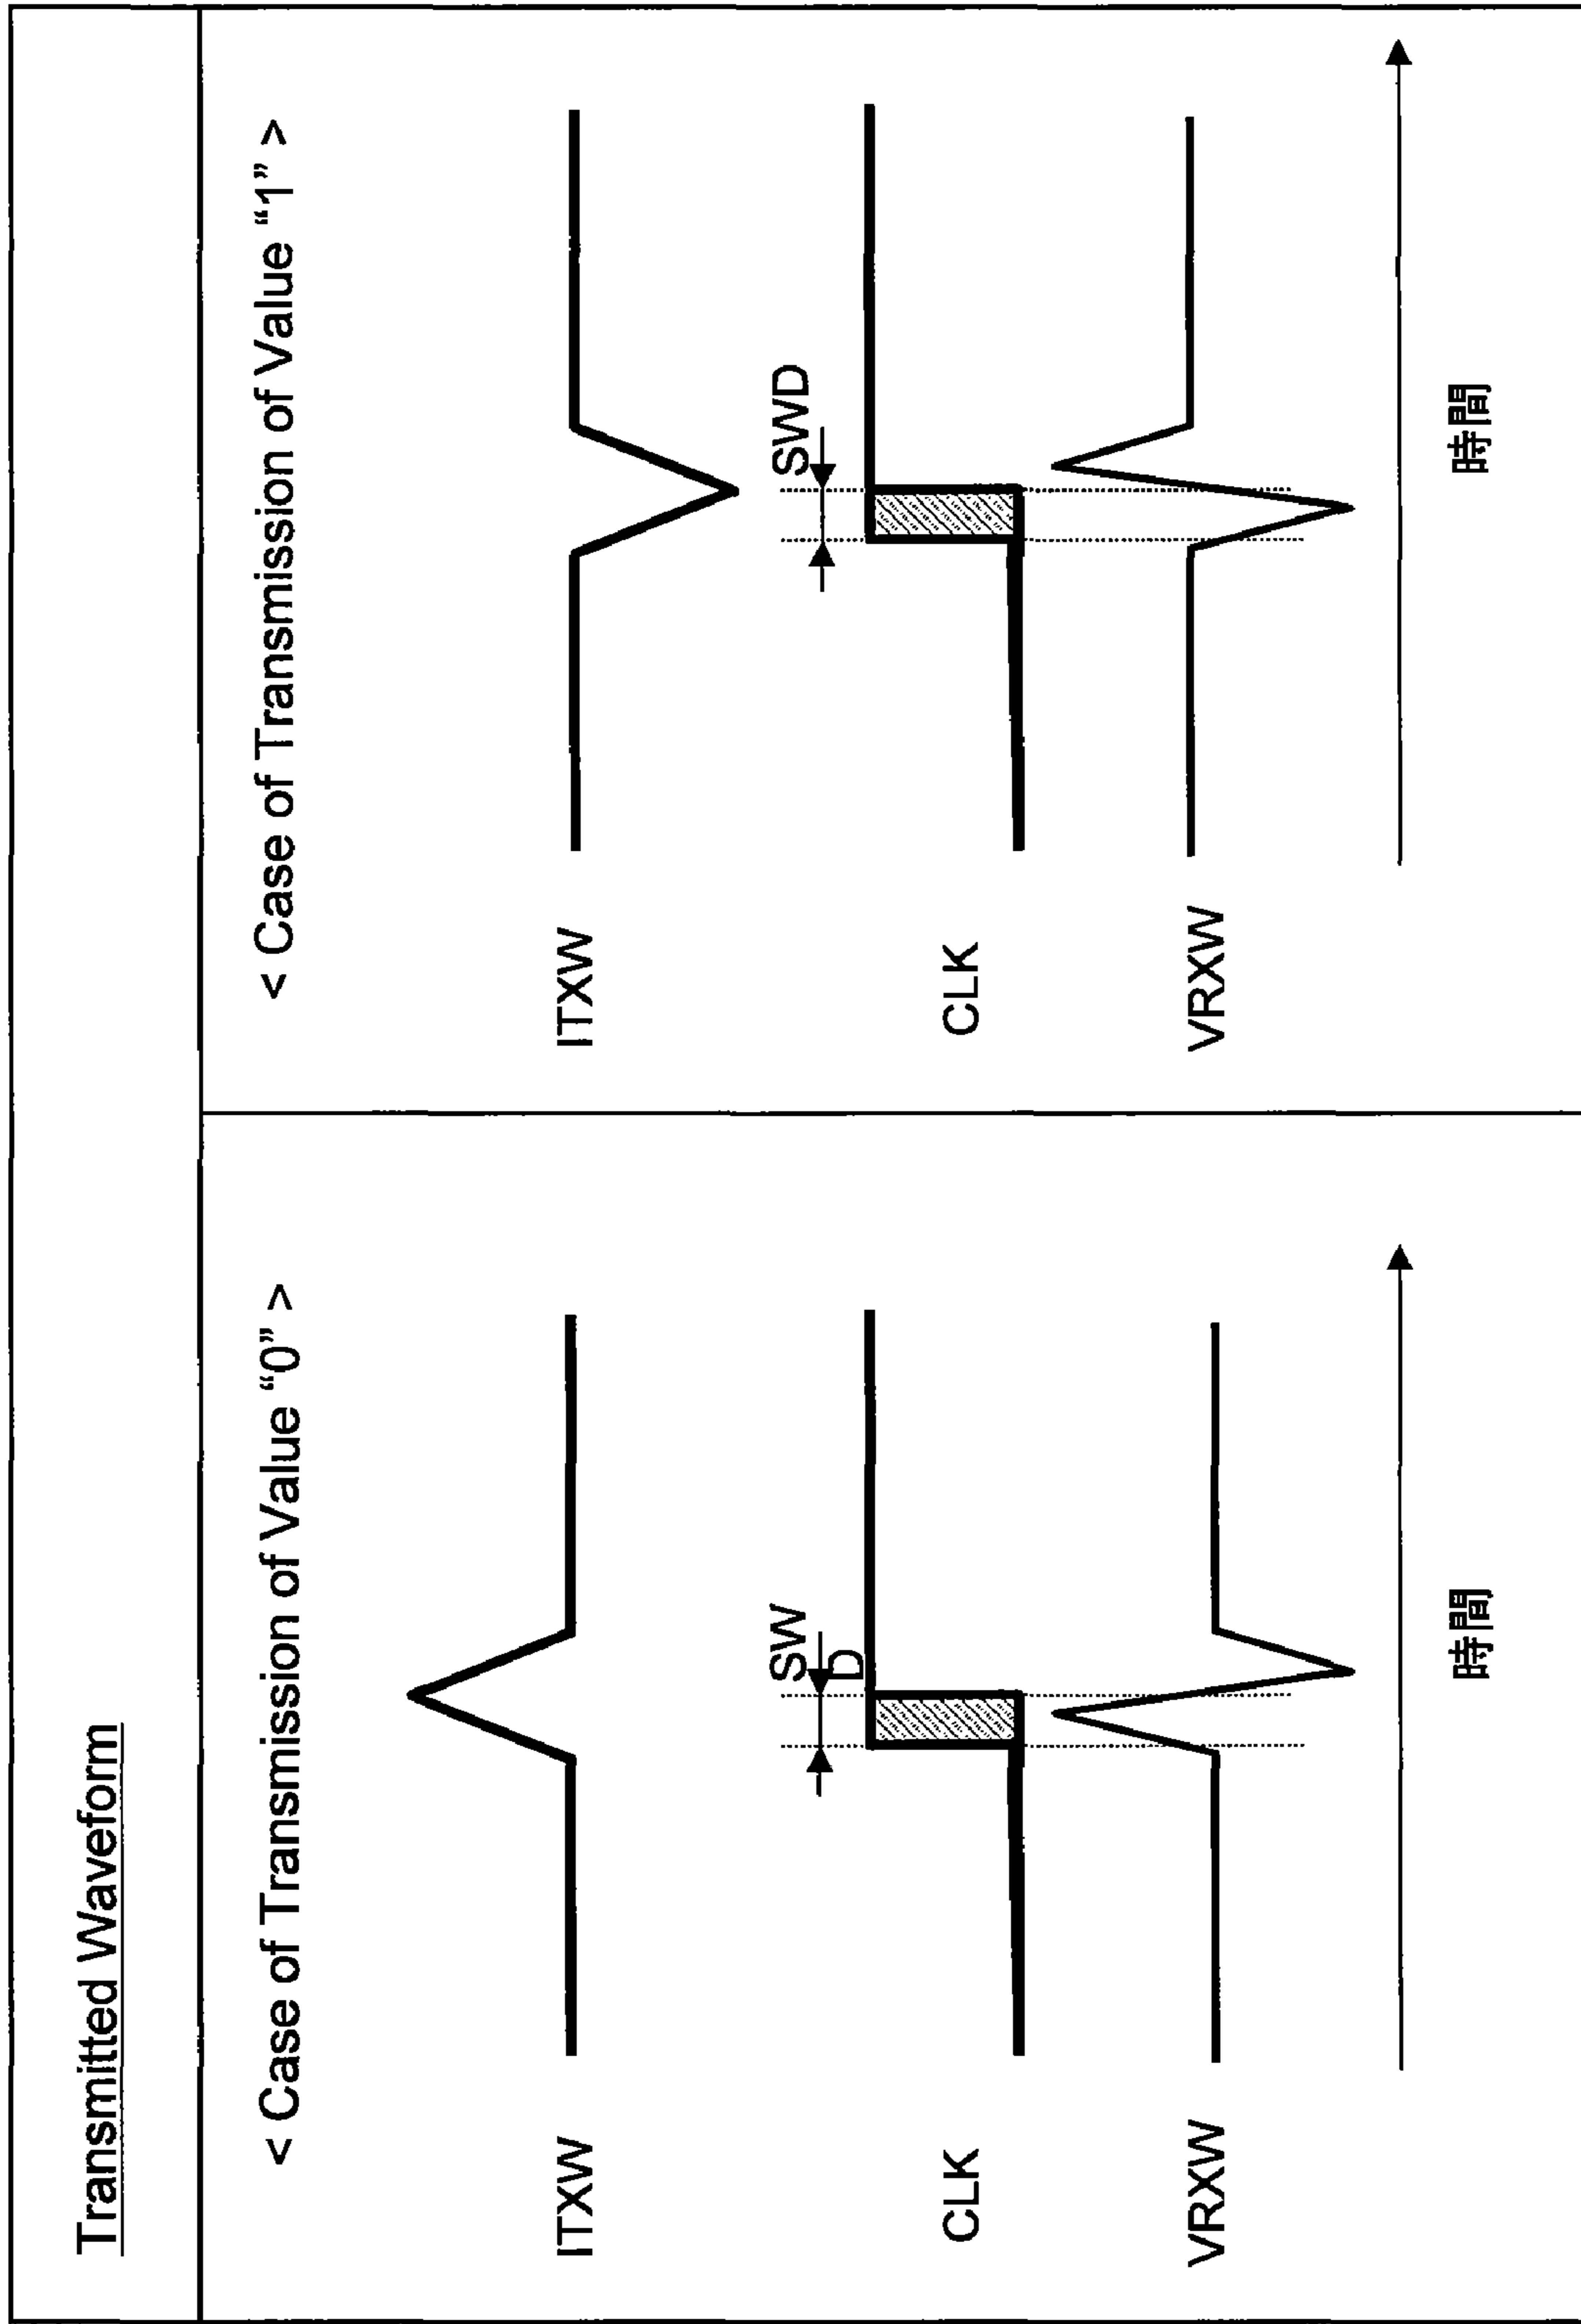 Transmitted Waveform
< Case of Transmission of Value “0” >
ITXW
SW
D
CLK
VRXW
時間
< Case of Transmission of Value “1” >
ITXW
SWD
CLK
VRXW
時間